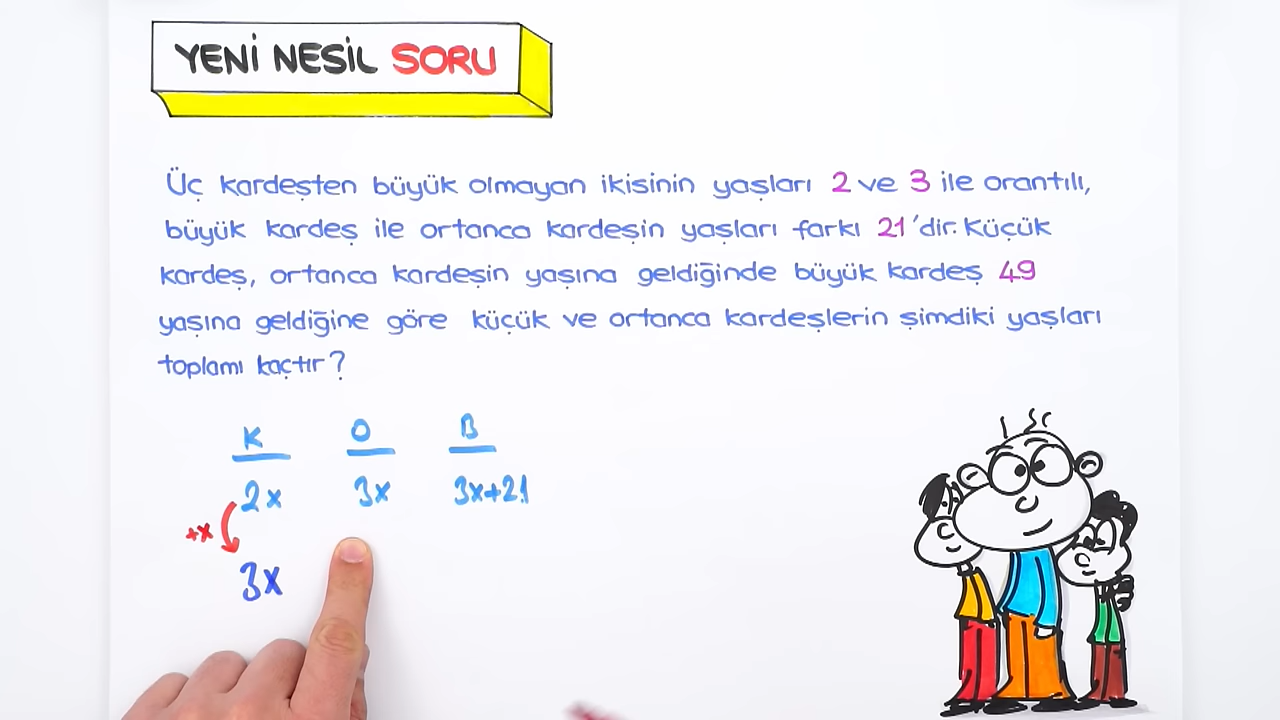 YENİ NESİL SORU
Üç kardeşten büyük olmayan ikisinin yaşları 2 ve 3 ile orantılı,
büyük kardeş ile ortanca kardeşin yaşları farkı 21'dir. Küçük
kardeş, ortanca kardeşin yaşına geldiğinde büyük kardeş 49
yaşına geldiğine göre küçük ve ortanca kardeşlerin şimdiki yaşları
toplamı kaçtır?
K O B
2x 3x 3x+21
+x
3x